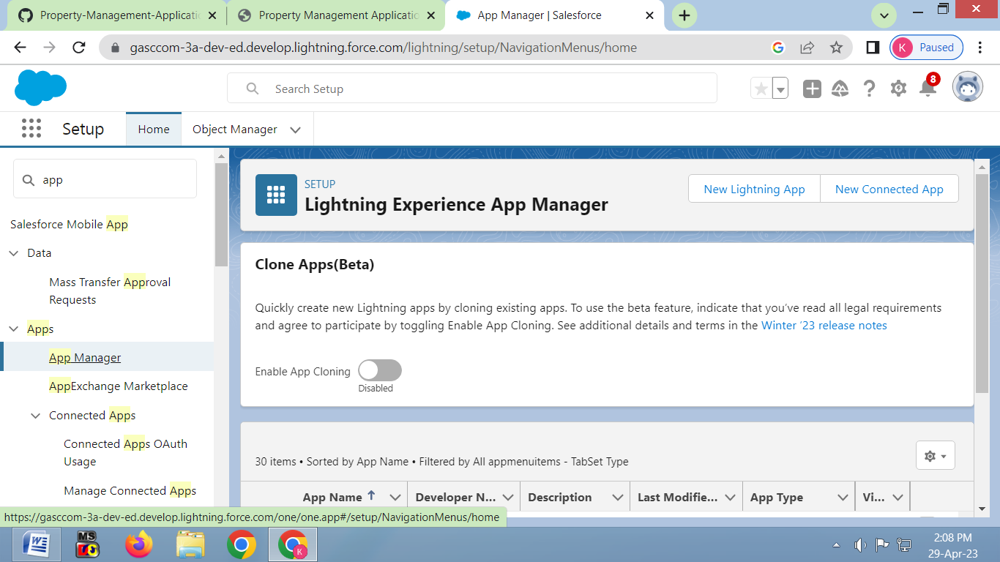 Property-Management-Applicati
Property Management Applicatio
App Manager | Salesforce
gasccom-3a-dev-ed.develop.lightning.force.com/lightning/setup/NavigationMenus/home
G
K
Paused
Search Setup
8
Setup
Home
Object Manager
app
Salesforce Mobile App
Data
Mass Transfer Approval
Requests
Apps
App Manager
AppExchange Marketplace
Connected Apps
Connected Apps OAuth
Usage
Manage Connected Apps
SETUP
Lightning Experience App Manager
New Lightning App
New Connected App
Clone Apps(Beta)
Quickly create new Lightning apps by cloning existing apps. To use the beta feature, indicate that you’ve read all legal requirements
and agree to participate by toggling Enable App Cloning. See additional details and terms in the Winter ’23 release notes
Enable App Cloning
Disabled
30 items • Sorted by App Name • Filtered by All appmenuitems - TabSet Type
App Name
Developer N...
Description
Last Modifie...
App Type
Vi...
https://gasccom-3a-dev-ed.develop.lightning.force.com/one/one.app#/setup/NavigationMenus/home
W
MS
K
2:08 PM
29-Apr-23